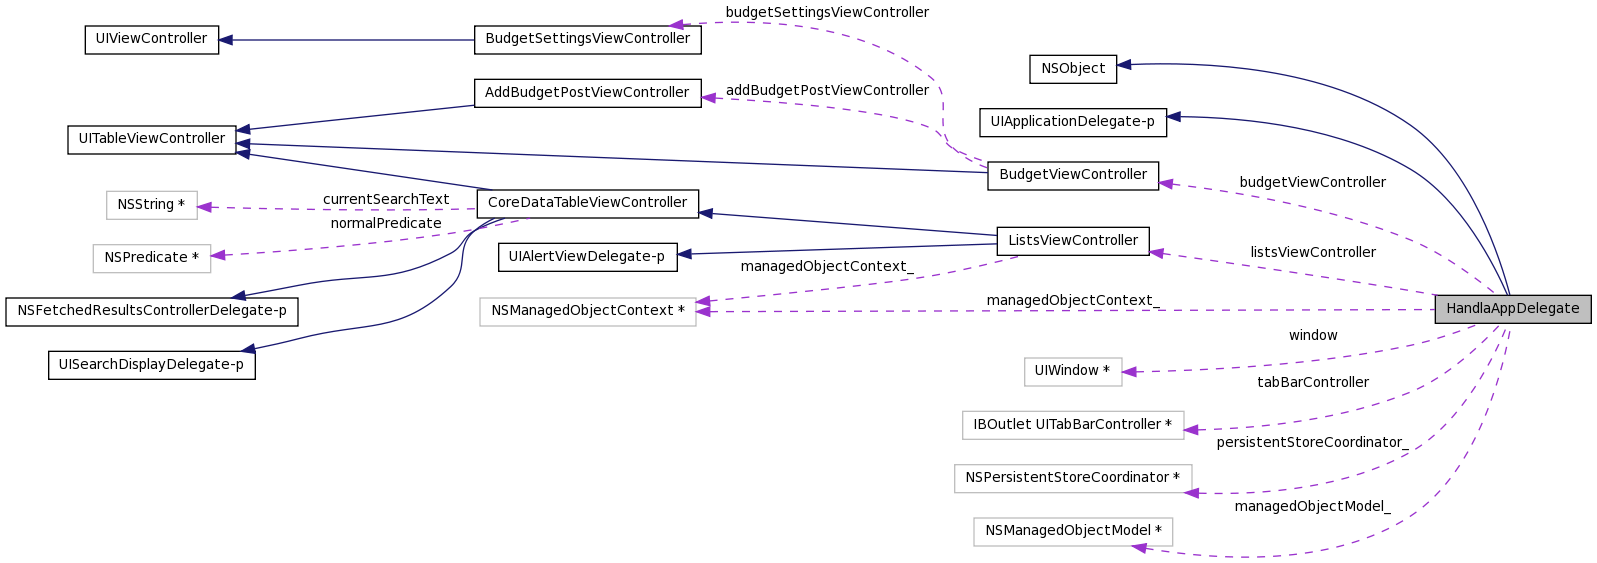 budgetSettingsViewController
UIViewController
BudgetSettingsViewController
NSObject
AddBudgetPostViewController
addBudgetPostViewController
UIApplicationDelegate-p
UITableViewController
BudgetViewController
budgetViewController
NSString *
currentSearchText
CoreDataTableViewController
normalPredicate
ListsViewController
listsViewController
NSPredicate *
UIAlertViewDelegate-p
managedObjectContext_
managedObjectContext_
NSFetchedResultsControllerDelegate-p
NSManagedObjectContext *
HandlaAppDelegate
window
UISearchDisplayDelegate-p
UIWindow *
tabBarController
IBOutlet UITabBarController *
persistentStoreCoordinator_
NSPersistentStoreCoordinator *
managedObjectModel_
NSManagedObjectModel *